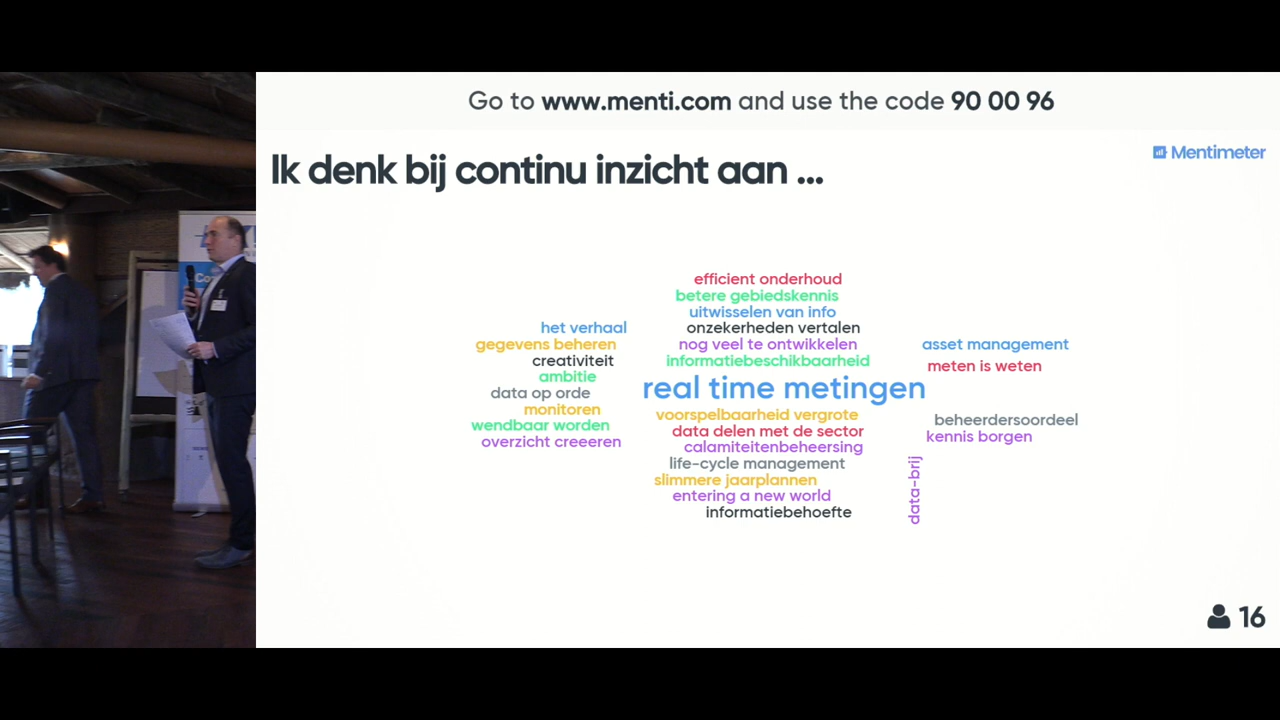 Go to www.menti.com and use the code 90 00 96
Mentimeter
Ik denk bij continu inzicht aan ...
efficient onderhoud
betere gebiedskennis
uitwisselen van info
het verhaal
onzekerheden vertalen
gegevens beheren
nog veel te ontwikkelen
asset management
creativiteit
informatiebeschikbaarheid
meten is weten
ambitie
real time metingen
data op orde
monitoren
voorspelbaarheid vergrote
beheerdersoordeel
wendbaar worden
data delen met de sector
kennis borgen
overzicht creeeren
calamiteitenbeheersing
life-cycle management
data-brij
slimmere jaarplannen
entering a new world
informatiebehoefte
16